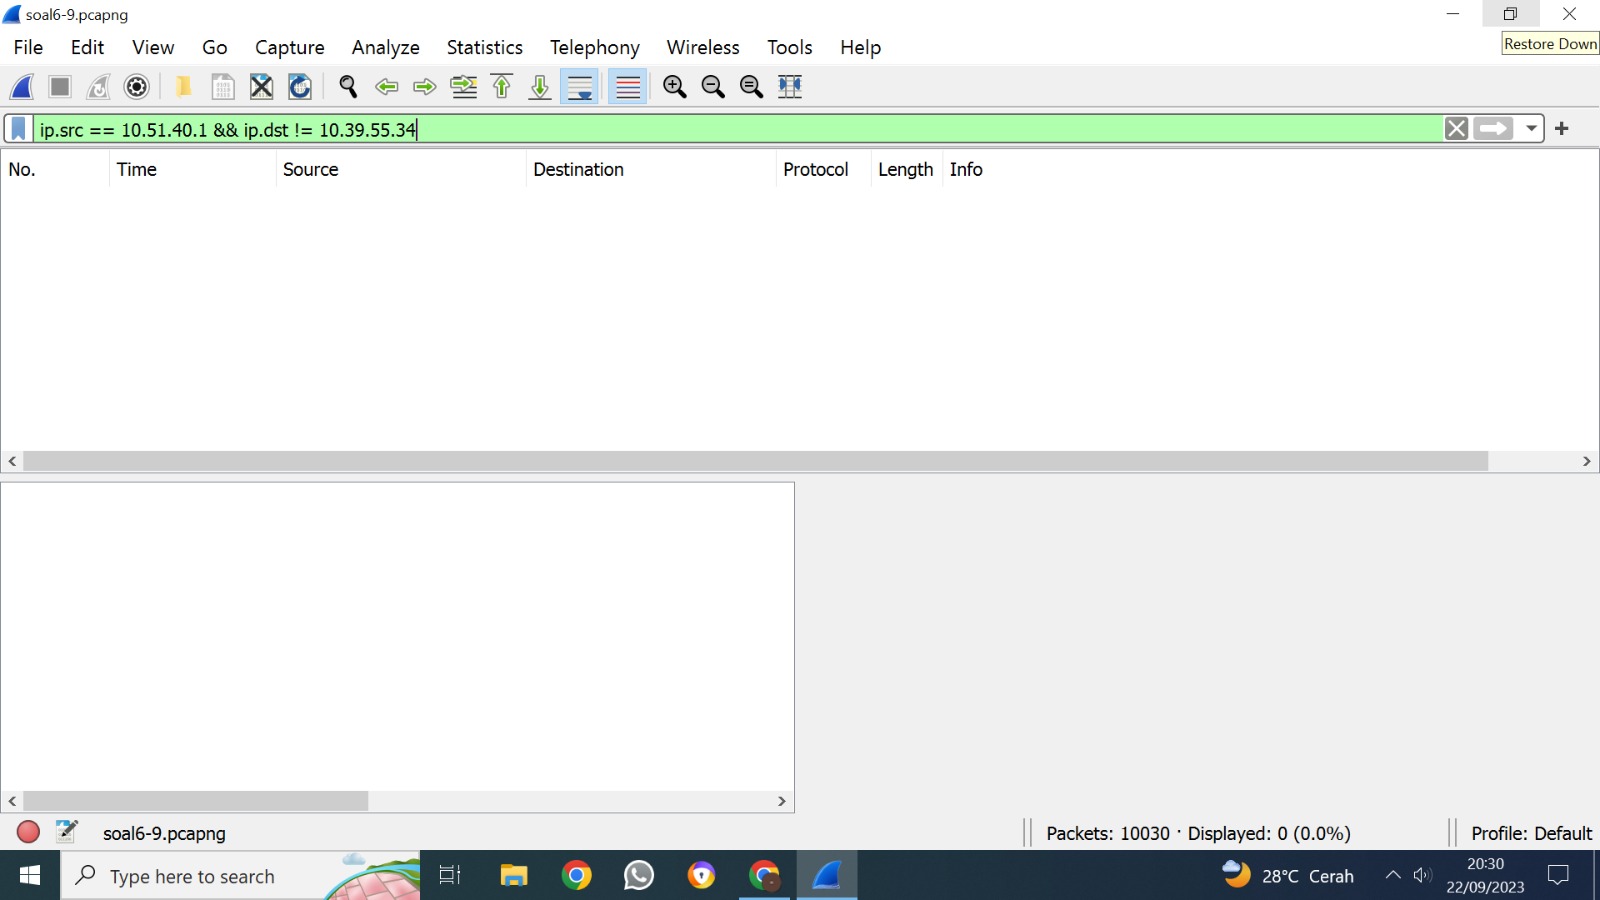 soal6-9.pcapng
Restore Down
File Edit View Go Capture Analyze Statistics Telephony Wireless Tools Help
ip.src == 10.51.40.1 && ip.dst != 10.39.55.34
No. Time Source Destination Protocol Length Info
soal6-9.pcapng Packets: 10030 · Displayed: 0 (0.0%) Profile: Default
Type here to search 28°C Cerah 20:30
22/09/2023